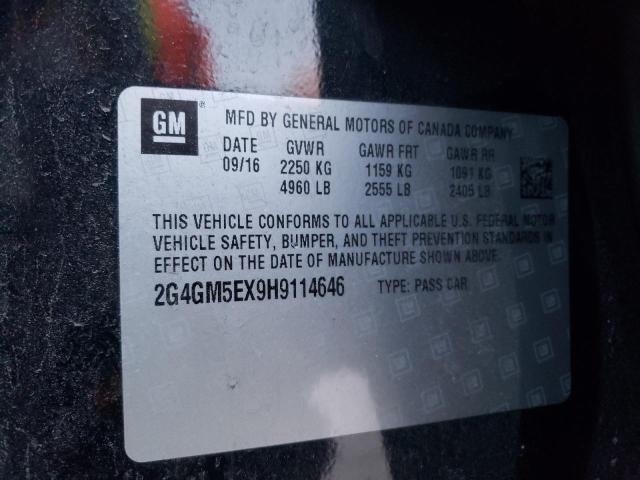 GM
MFD BY GENERAL MOTORS OF CANADA COMPANY
DATE GVWR GAWR FRT GAWR RR
09/16 2250 KG 1159 KG 1091 KG
4960 LB 2555 LB 2405 LB
THIS VEHICLE CONFORMS TO ALL APPLICABLE U.S. FEDERAL MOTOR
VEHICLE SAFETY, BUMPER, AND THEFT PREVENTION STANDARDS IN
EFFECT ON THE DATE OF MANUFACTURE SHOWN ABOVE.
2G4GM5EX9H9114646 TYPE: PASS CAR